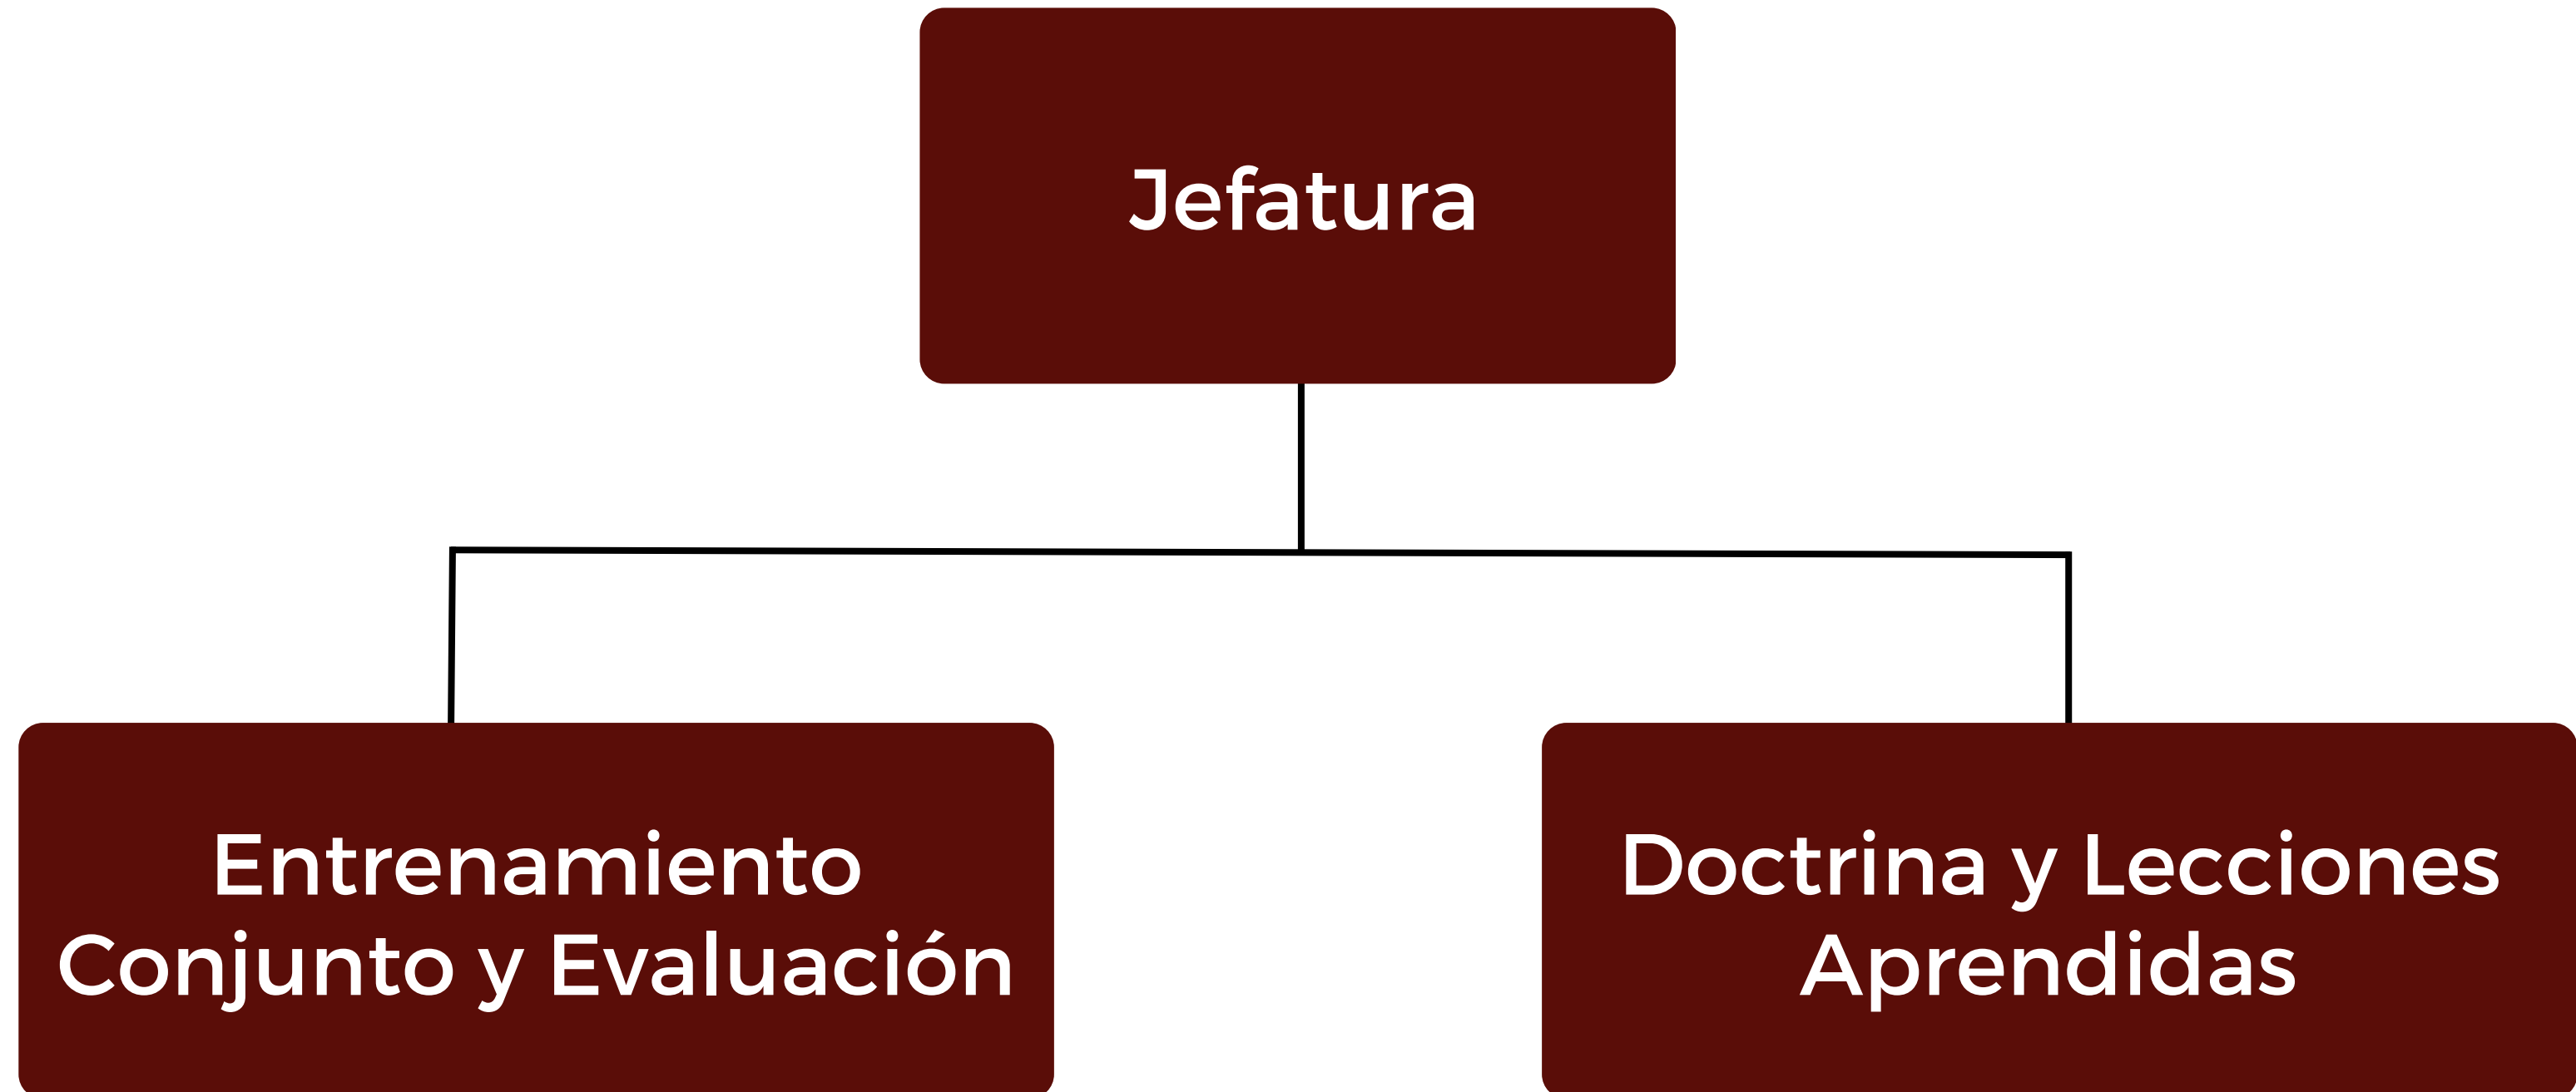 Jefatura
Entrenamiento
Conjunto y Evaluación
Doctrina y Lecciones
Aprendidas